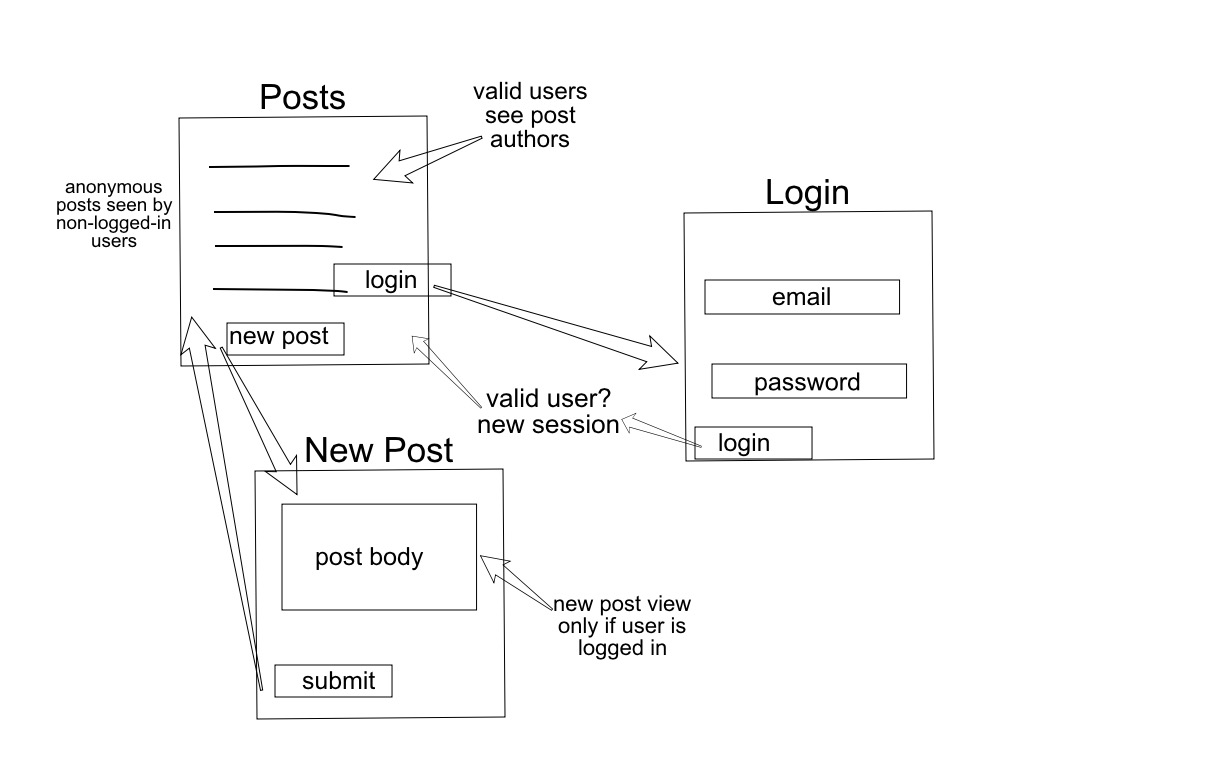 Posts
valid users
see post
authors
anonymous
posts seen by
non-logged-in
users
login
new post
Login
email
password
login
valid user?
new session
New Post
post body
new post view
only if user is
logged in
submit